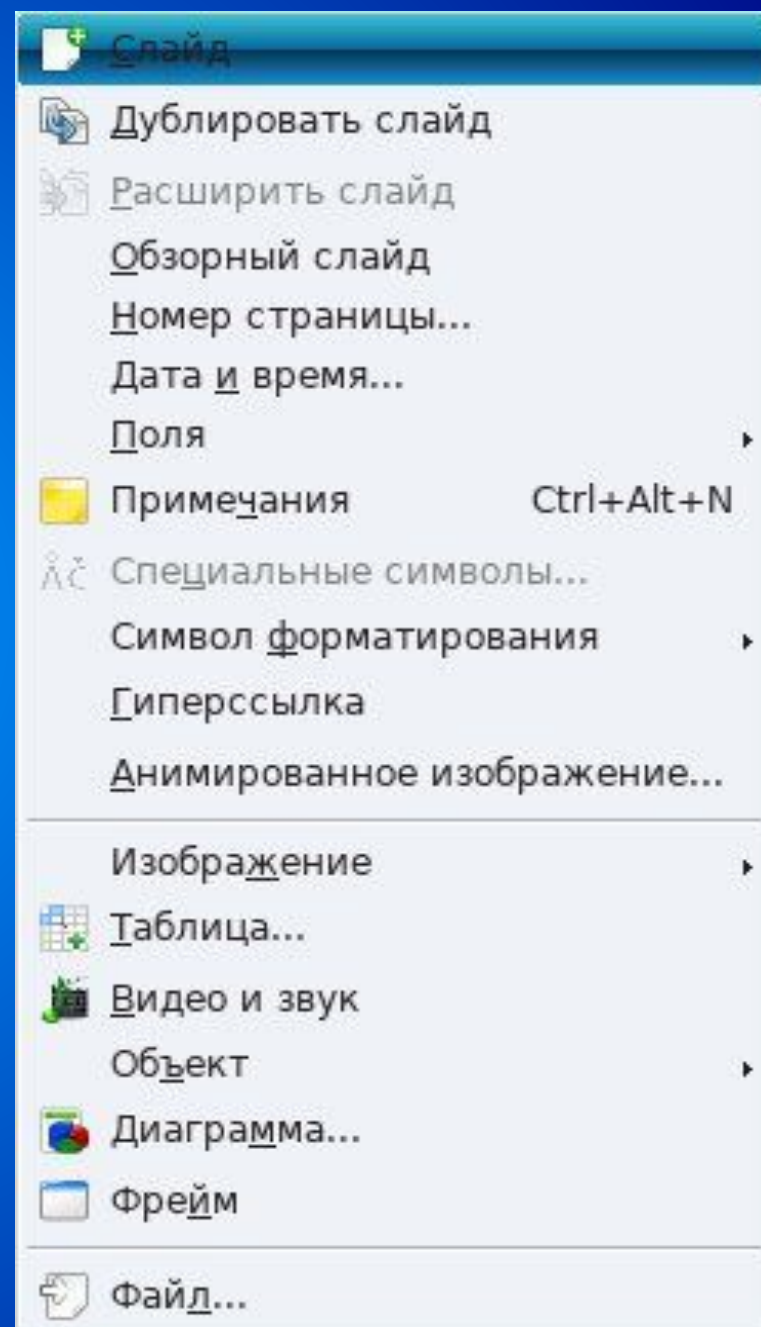 Слайд
Дублировать слайд
Расширить слайд
Обзорный слайд
Номер страницы...
Дата и время...
Поля
Примечания Ctrl+Alt+N
Специальные символы...
Символ форматирования
Гиперссылка
Анимированное изображение...
Изображение
Таблица...
Видео и звук
Объект
Диаграмма...
Фрейм
Файл...